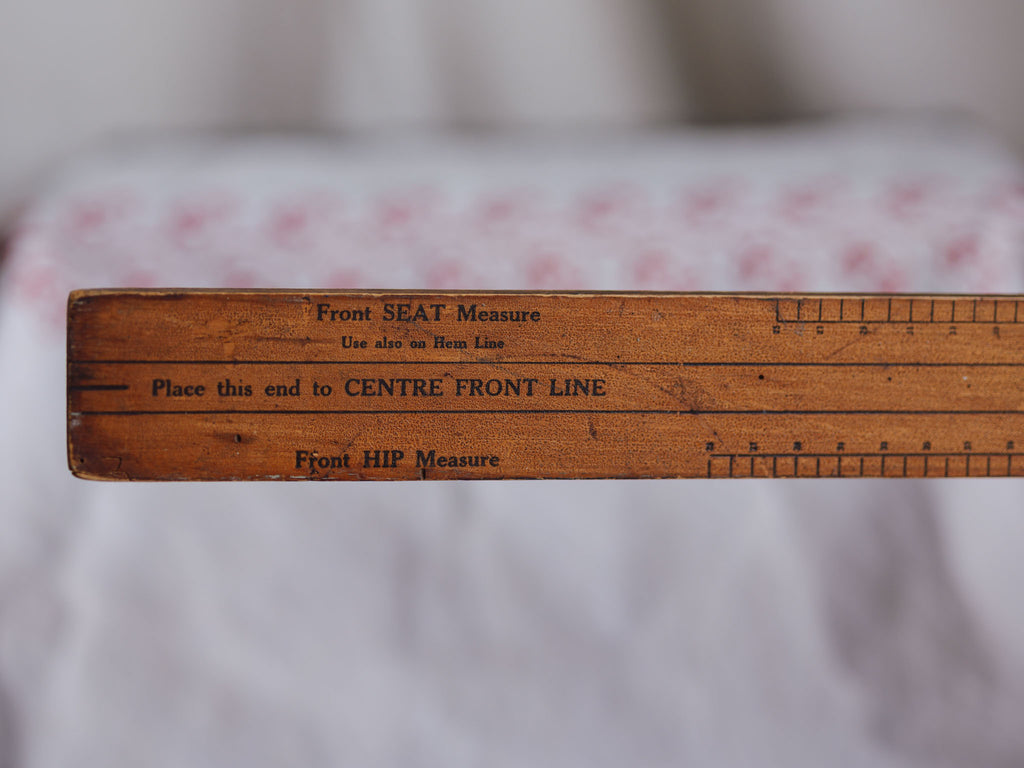 Front SEAT Measure
Use also on Hem Line
Place this end to CENTRE FRONT LINE
Front HIP Measure